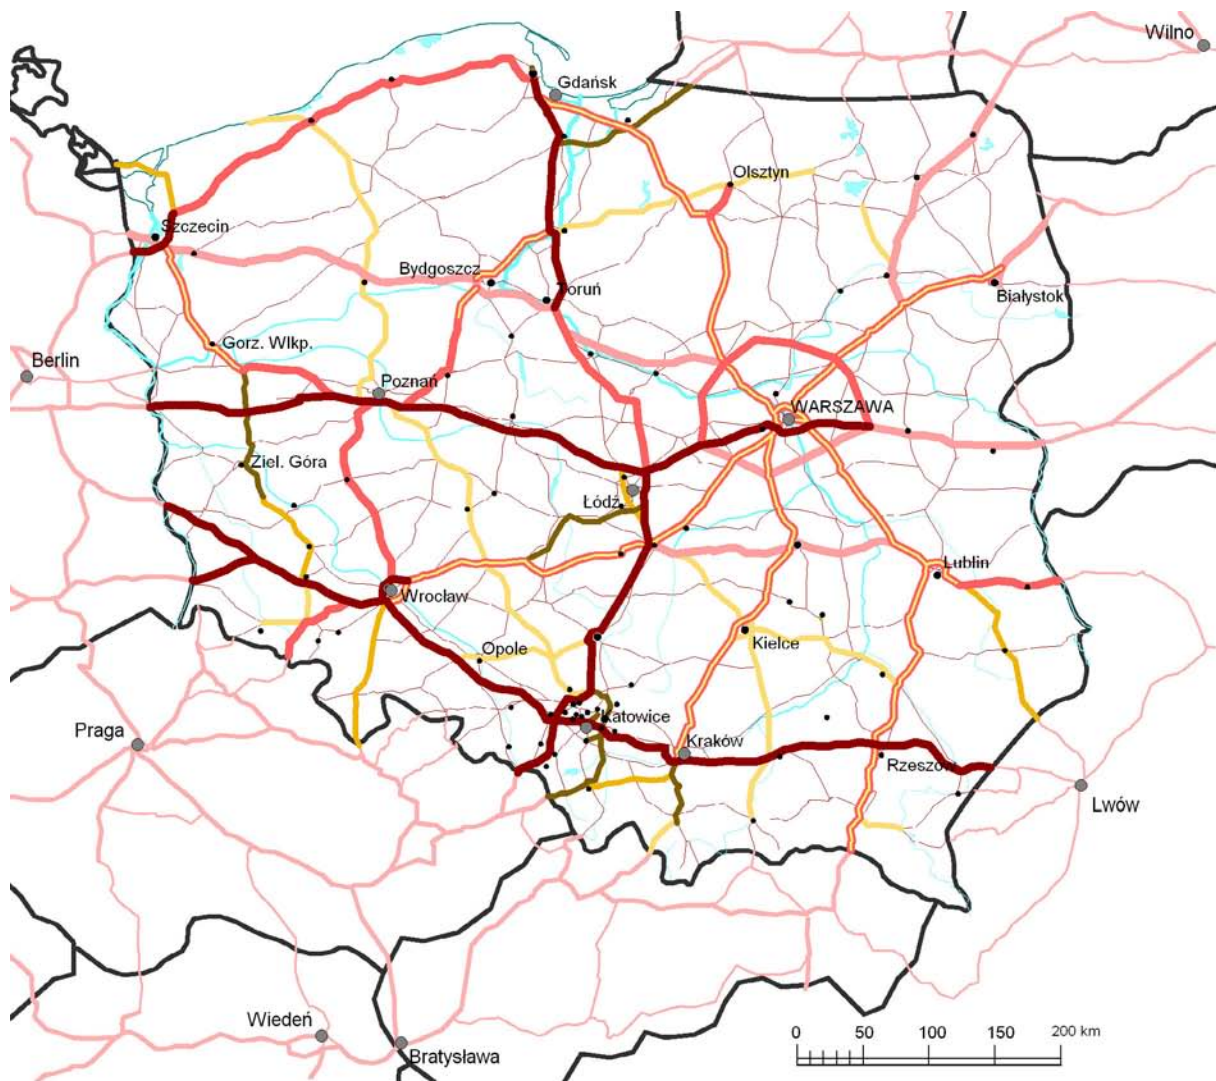 Wilno
Gdańsk
Olsztyn
Szczecin
Bydgoszcz
Toruń
Białystok
Gorz. Wlkp.
Berlin
Poznań
WARSZAWA
Ziel. Góra
Łódź
Lublin
Wrocław
Kielce
Opole
Katowice
Praga
Kraków
Rzeszów
Lwów
Wiedeń
Bratysława
0 50 100 150 200 km